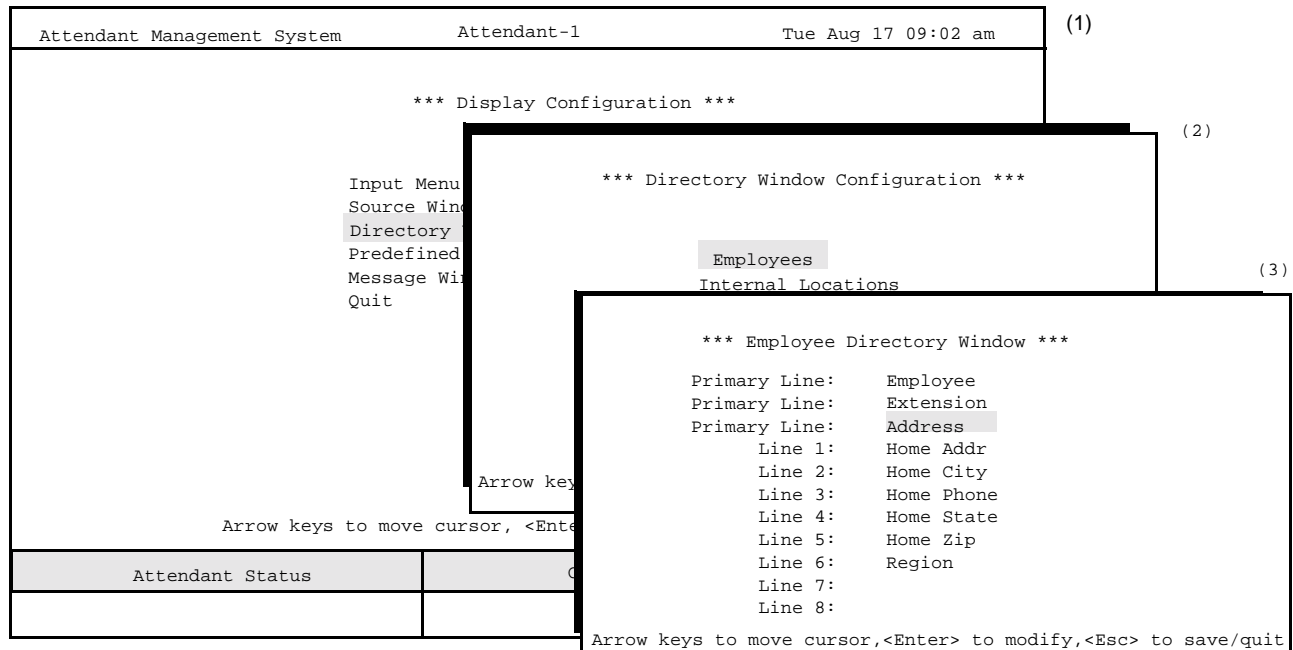 Attendant Management System Attendant-1 Tue Aug 17 09:02 am (1)
*** Display Configuration ***
(2)
Input Menu
Source Wind
Directory
Predefined
Message Wi
Quit
*** Directory Window Configuration ***
Employees
Internal Locations
(3)
Arrow key
Arrow keys to move cursor, <Ente
Attendant Status
*** Employee Directory Window ***
Primary Line: Employee
Primary Line: Extension
Primary Line: Address
Line 1: Home Addr
Line 2: Home City
Line 3: Home Phone
Line 4: Home State
Line 5: Home Zip
Line 6: Region
Line 7:
Line 8:
Arrow keys to move cursor,<Enter> to modify,<Esc> to save/quit